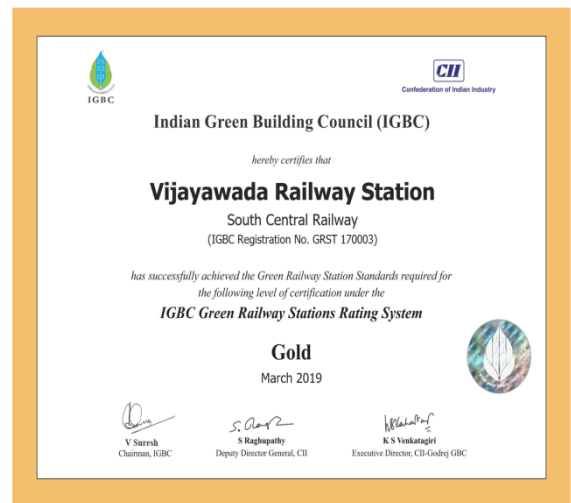 IGBC
CII
Confederation of Indian Industry
Indian Green Building Council (IGBC)
hereby certifies that
Vijayawada Railway Station
South Central Railway
(IGBC Registration No. GRST 170003)
has successfully achieved the Green Railway Station Standards required for
the following level of certification under the
IGBC Green Railway Stations Rating System
Gold
March 2019
V Suresh
Chairman, IGBC
S Raghupathy
Deputy Director General, CII
K S Venkatagiri
Executive Director, CII-Godrej GBC